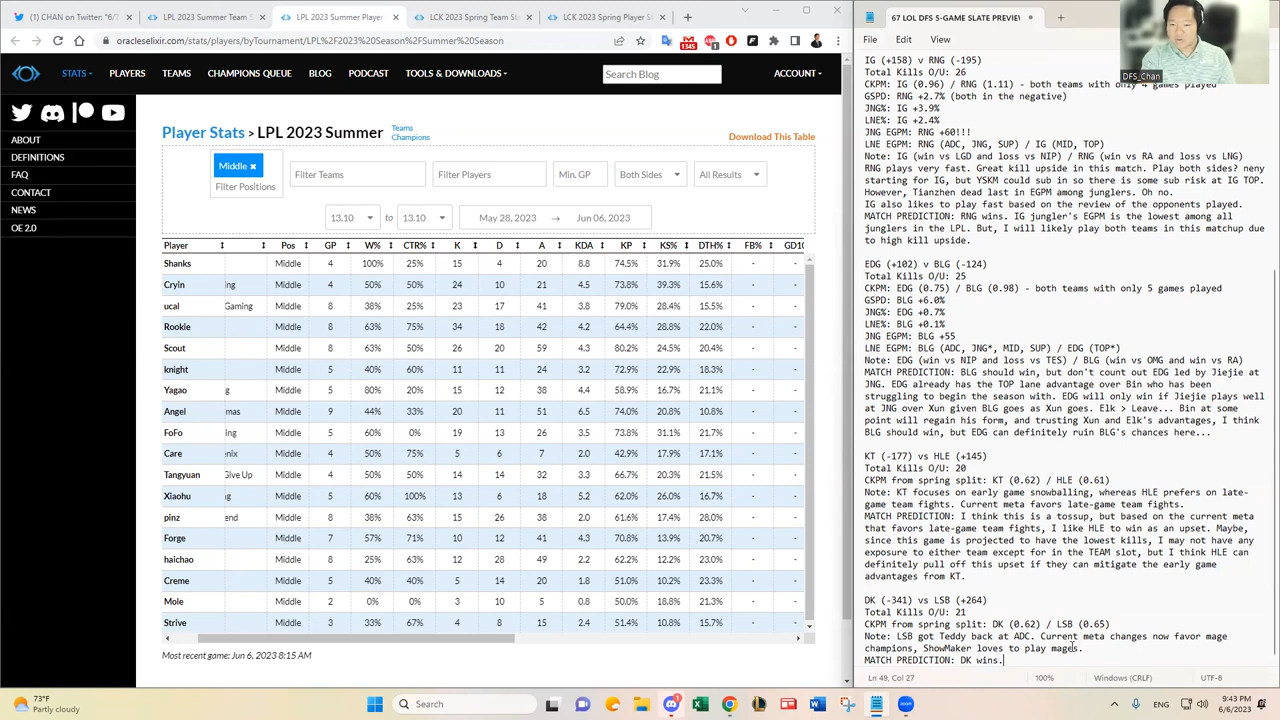 (1) CHAN on Twitter: "6/7
LPL 2023 Summer Team S
LPL 2023 Summer Player
LCK 2023 Spring Team St
LCK 2023 Spring Player S
67 LOL DFS 5-GAME SLATE PREVIEW
oracleselixir.com/stats/players/byTournament/LPL%2F2023%20Season%2FSummer%20Season
File Edit View
DFS_Chan
STATS PLAYERS TEAMS CHAMPIONS QUEUE BLOG PODCAST TOOLS & DOWNLOADS Search Blog ACCOUNT
ABOUT
DEFINITIONS
FAQ
CONTACT
NEWS
OE 2.0
Player Stats > LPL 2023 Summer
Teams
Champions
Download This Table
Middle ×
Filter Positions
Filter Teams
Filter Players
Min. GP
Both Sides
All Results
13.10 to 13.10
May 28, 2023 → Jun 06, 2023
Player Pos GP W% CTR% K D A KDA KP KS% DTH% FB% GD10
Shanks Middle 4 100% 25% 15 4 20 8.8 74.5% 31.9% 25.0% - -
Cryin ing Middle 4 50% 50% 24 10 21 4.5 73.8% 39.3% 15.6% - -
ucal Gaming Middle 8 38% 25% 23 17 41 3.8 79.0% 28.4% 15.5% - -
Rookie Middle 8 63% 75% 34 18 42 4.2 64.4% 28.8% 22.0% - -
Scout Middle 8 63% 50% 26 20 59 4.3 80.2% 24.5% 20.4% - -
knight Middle 5 40% 60% 11 11 24 3.2 72.9% 22.9% 18.3% - -
Yagao g Middle 5 80% 20% 15 12 38 4.4 58.9% 16.7% 21.1% - -
Angel mas Middle 9 44% 33% 20 11 51 6.5 74.0% 20.8% 10.8% - -
FoFo ing Middle 5 60% 0% 19 13 26 3.5 73.8% 31.1% 21.7% - -
Care enix Middle 4 50% 75% 5 6 7 2.0 42.9% 17.9% 17.1% - -
Tangyuan Give Up Middle 4 50% 50% 14 14 32 3.3 66.7% 20.3% 21.5% - -
Xiaohu g Middle 5 60% 100% 13 6 18 5.2 62.0% 26.0% 16.7% - -
pinz end Middle 8 38% 63% 15 26 38 2.0 61.6% 17.4% 28.0% - -
Forge Middle 7 57% 71% 10 12 41 4.3 70.8% 13.9% 20.7% - -
haichao Middle 8 25% 63% 12 28 49 2.2 62.2% 12.2% 23.0% - -
Creme Middle 5 40% 40% 5 14 20 1.8 51.0% 10.2% 23.3% - -
Mole Middle 2 0% 0% 3 10 5 0.8 50.0% 18.8% 21.3% - -
Strive Middle 3 33% 67% 4 8 15 2.4 51.4% 10.8% 15.7% - -
Most recent game: Jun 6, 2023 8:15 AM
IG (+158) v RNG (-195)
Total Kills O/U: 26
CKPM: IG (0.96) / RNG (1.11) - both teams with only 4 games played
GSPD: RNG +2.7% (both in the negative)
JNG%: IG +3.9%
LNE%: IG +2.4%
JNG EGPM: RNG +60!!!
LNE EGPM: RNG (ADC, JNG, SUP) / IG (MID, TOP)
Note: IG (win vs LGD and loss vs NIP) / RNG (win vs RA and loss vs LNG)
RNG plays very fast. Great kill upside in this match. Play both sides? neny
starting for IG, but YSKM could sub in so there is some sub risk at IG TOP.
However, Tianzhen dead last in EGPM among junglers. Oh no.
IG also likes to play fast based on the review of the opponents played.
MATCH PREDICTION: RNG wins. IG jungler's EGPM is the lowest among all
junglers in the LPL. But, I will likely play both teams in this matchup due
to high kill upside.
EDG (+102) v BLG (-124)
Total Kills O/U: 25
CKPM: EDG (0.75) / BLG (0.98) - both teams with only 5 games played
GSPD: BLG +6.0%
JNG%: EDG +0.7%
LNE%: BLG +0.1%
JNG EGPM: BLG +55
LNE EGPM: BLG (ADC, JNG*, MID, SUP) / EDG (TOP*)
Note: EDG (win vs NIP and loss vs TES) / BLG (win vs OMG and win vs RA)
MATCH PREDICTION: BLG should win, but don't count out EDG led by Jiejie at
JNG. EDG already has the TOP lane advantage over Bin who has been
struggling to begin the season with. EDG will only win if Jiejie plays well
at JNG over Xun given BLG goes as Xun goes. Elk > Leave... Bin at some
point will regain his form, and trusting Xun and Elk's advantages, I think
BLG should win, but EDG can definitely ruin BLG's chances here...
KT (-177) vs HLE (+145)
Total Kills O/U: 20
CKPM from spring split: KT (0.62) / HLE (0.61)
Note: KT focuses on early game snowballing, whereas HLE prefers on late-
game team fights. Current meta favors late-game team fights.
MATCH PREDICTION: I think this is a tossup, but based on the current meta
that favors late-game team fights, I like HLE to win as an upset. Maybe,
since this game is projected to have the lowest kills, I may not have any
exposure to either team except for in the TEAM slot, but I think HLE can
definitely pull off this upset if they can mitigate the early game
advantages from KT.
DK (-341) vs LSB (+264)
Total Kills O/U: 21
CKPM from spring split: DK (0.62) / LSB (0.65)
Note: LSB got Teddy back at ADC. Current meta changes now favor mage
champions, ShowMaker loves to play mages.
MATCH PREDICTION: DK wins.
Ln 49, Col 27 100% Windows (CRLF) UTF-8
73°F
Partly cloudy
Search
ENG
9:43 PM
6/6/2023